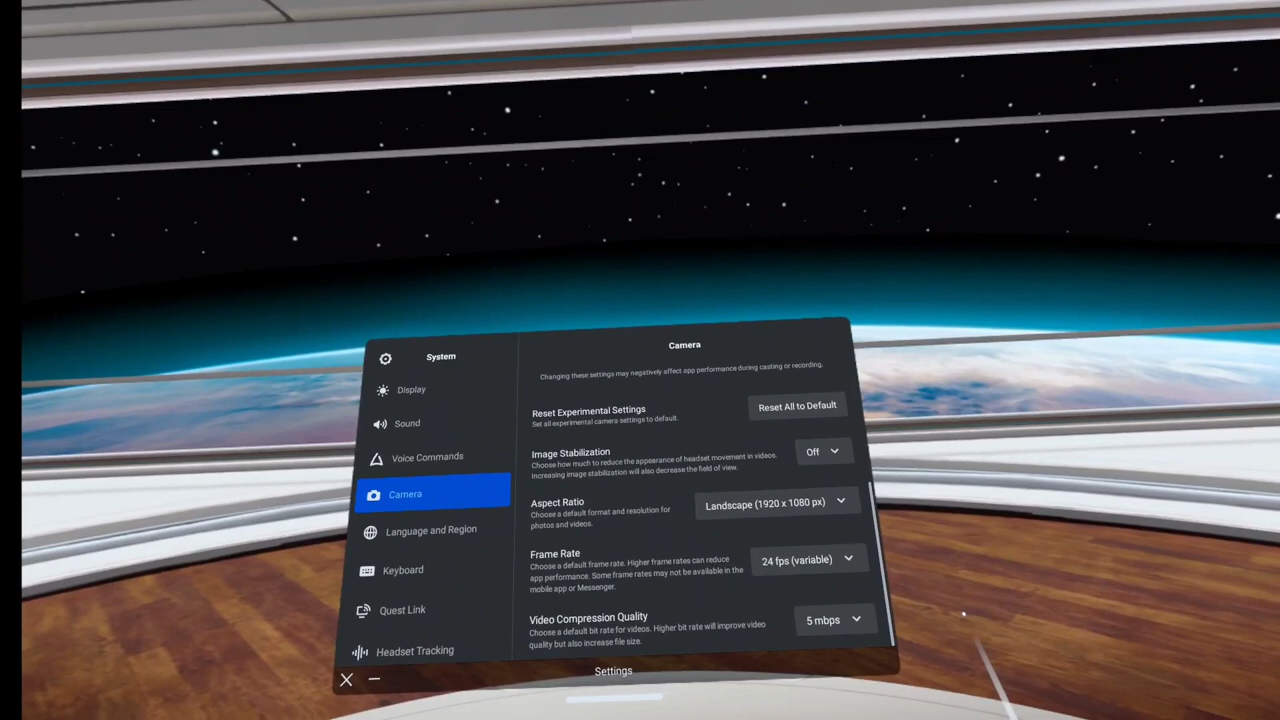 System
Display
Sound
Voice Commands
Camera
Language and Region
Keyboard
Quest Link
Headset Tracking
Camera
Changing these settings may negatively affect app performance during casting or recording.
Reset Experimental Settings
Set all experimental camera settings to default.
Reset All to Default
Image Stabilization
Choose how much to reduce the appearance of headset movement in videos.
Increasing image stabilization will also decrease the field of view.
Off
Aspect Ratio
Choose a default format and resolution for
photos and videos.
Landscape (1920 x 1080 px)
Frame Rate
Choose a default frame rate. Higher frame rates can reduce
app performance. Some frame rates may not be available in the
mobile app or Messenger.
24 fps (variable)
Video Compression Quality
Choose a default bit rate for videos. Higher bit rate will improve video
quality but also increase file size.
5 mbps
Settings